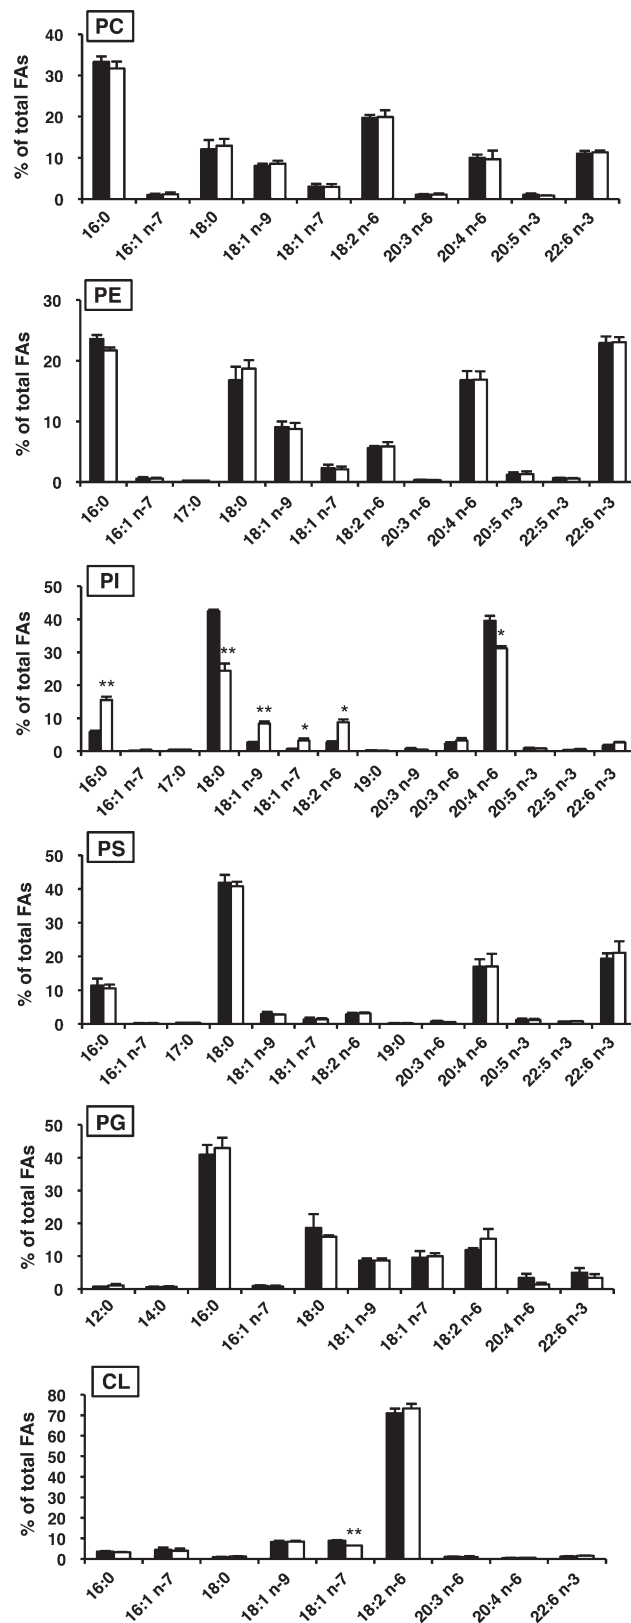 PC
% of total FAs
40
30
20
10
0
16:0
16:1 n-7
18:0
18:1 n-9
18:1 n-7
18:2 n-6
20:3 n-6
20:4 n-6
20:5 n-3
22:6 n-3
PE
% of total FAs
30
20
10
0
16:0
16:1 n-7
17:0
18:0
18:1 n-9
18:1 n-7
18:2 n-6
20:3 n-6
20:4 n-6
20:5 n-3
22:5 n-3
22:6 n-3
PI
% of total FAs
50
40
30
20
10
0
**
**
**
*
*
*
16:0
16:1 n-7
17:0
18:0
18:1 n-9
18:1 n-7
18:2 n-6
19:0
20:3 n-9
20:3 n-6
20:4 n-6
20:5 n-3
22:5 n-3
22:6 n-3
PS
% of total FAs
50
40
30
20
10
0
16:0
16:1 n-7
17:0
18:0
18:1 n-9
18:1 n-7
18:2 n-6
19:0
20:3 n-6
20:4 n-6
20:5 n-3
22:5 n-3
22:6 n-3
PG
% of total FAs
50
40
30
20
10
0
12:0
14:0
16:0
16:1 n-7
18:0
18:1 n-9
18:1 n-7
18:2 n-6
20:4 n-6
22:6 n-3
CL
% of total FAs
80
70
60
50
40
30
20
10
0
**
16:0
16:1 n-7
18:0
18:1 n-9
18:1 n-7
18:2 n-6
20:3 n-6
20:4 n-6
22:6 n-3